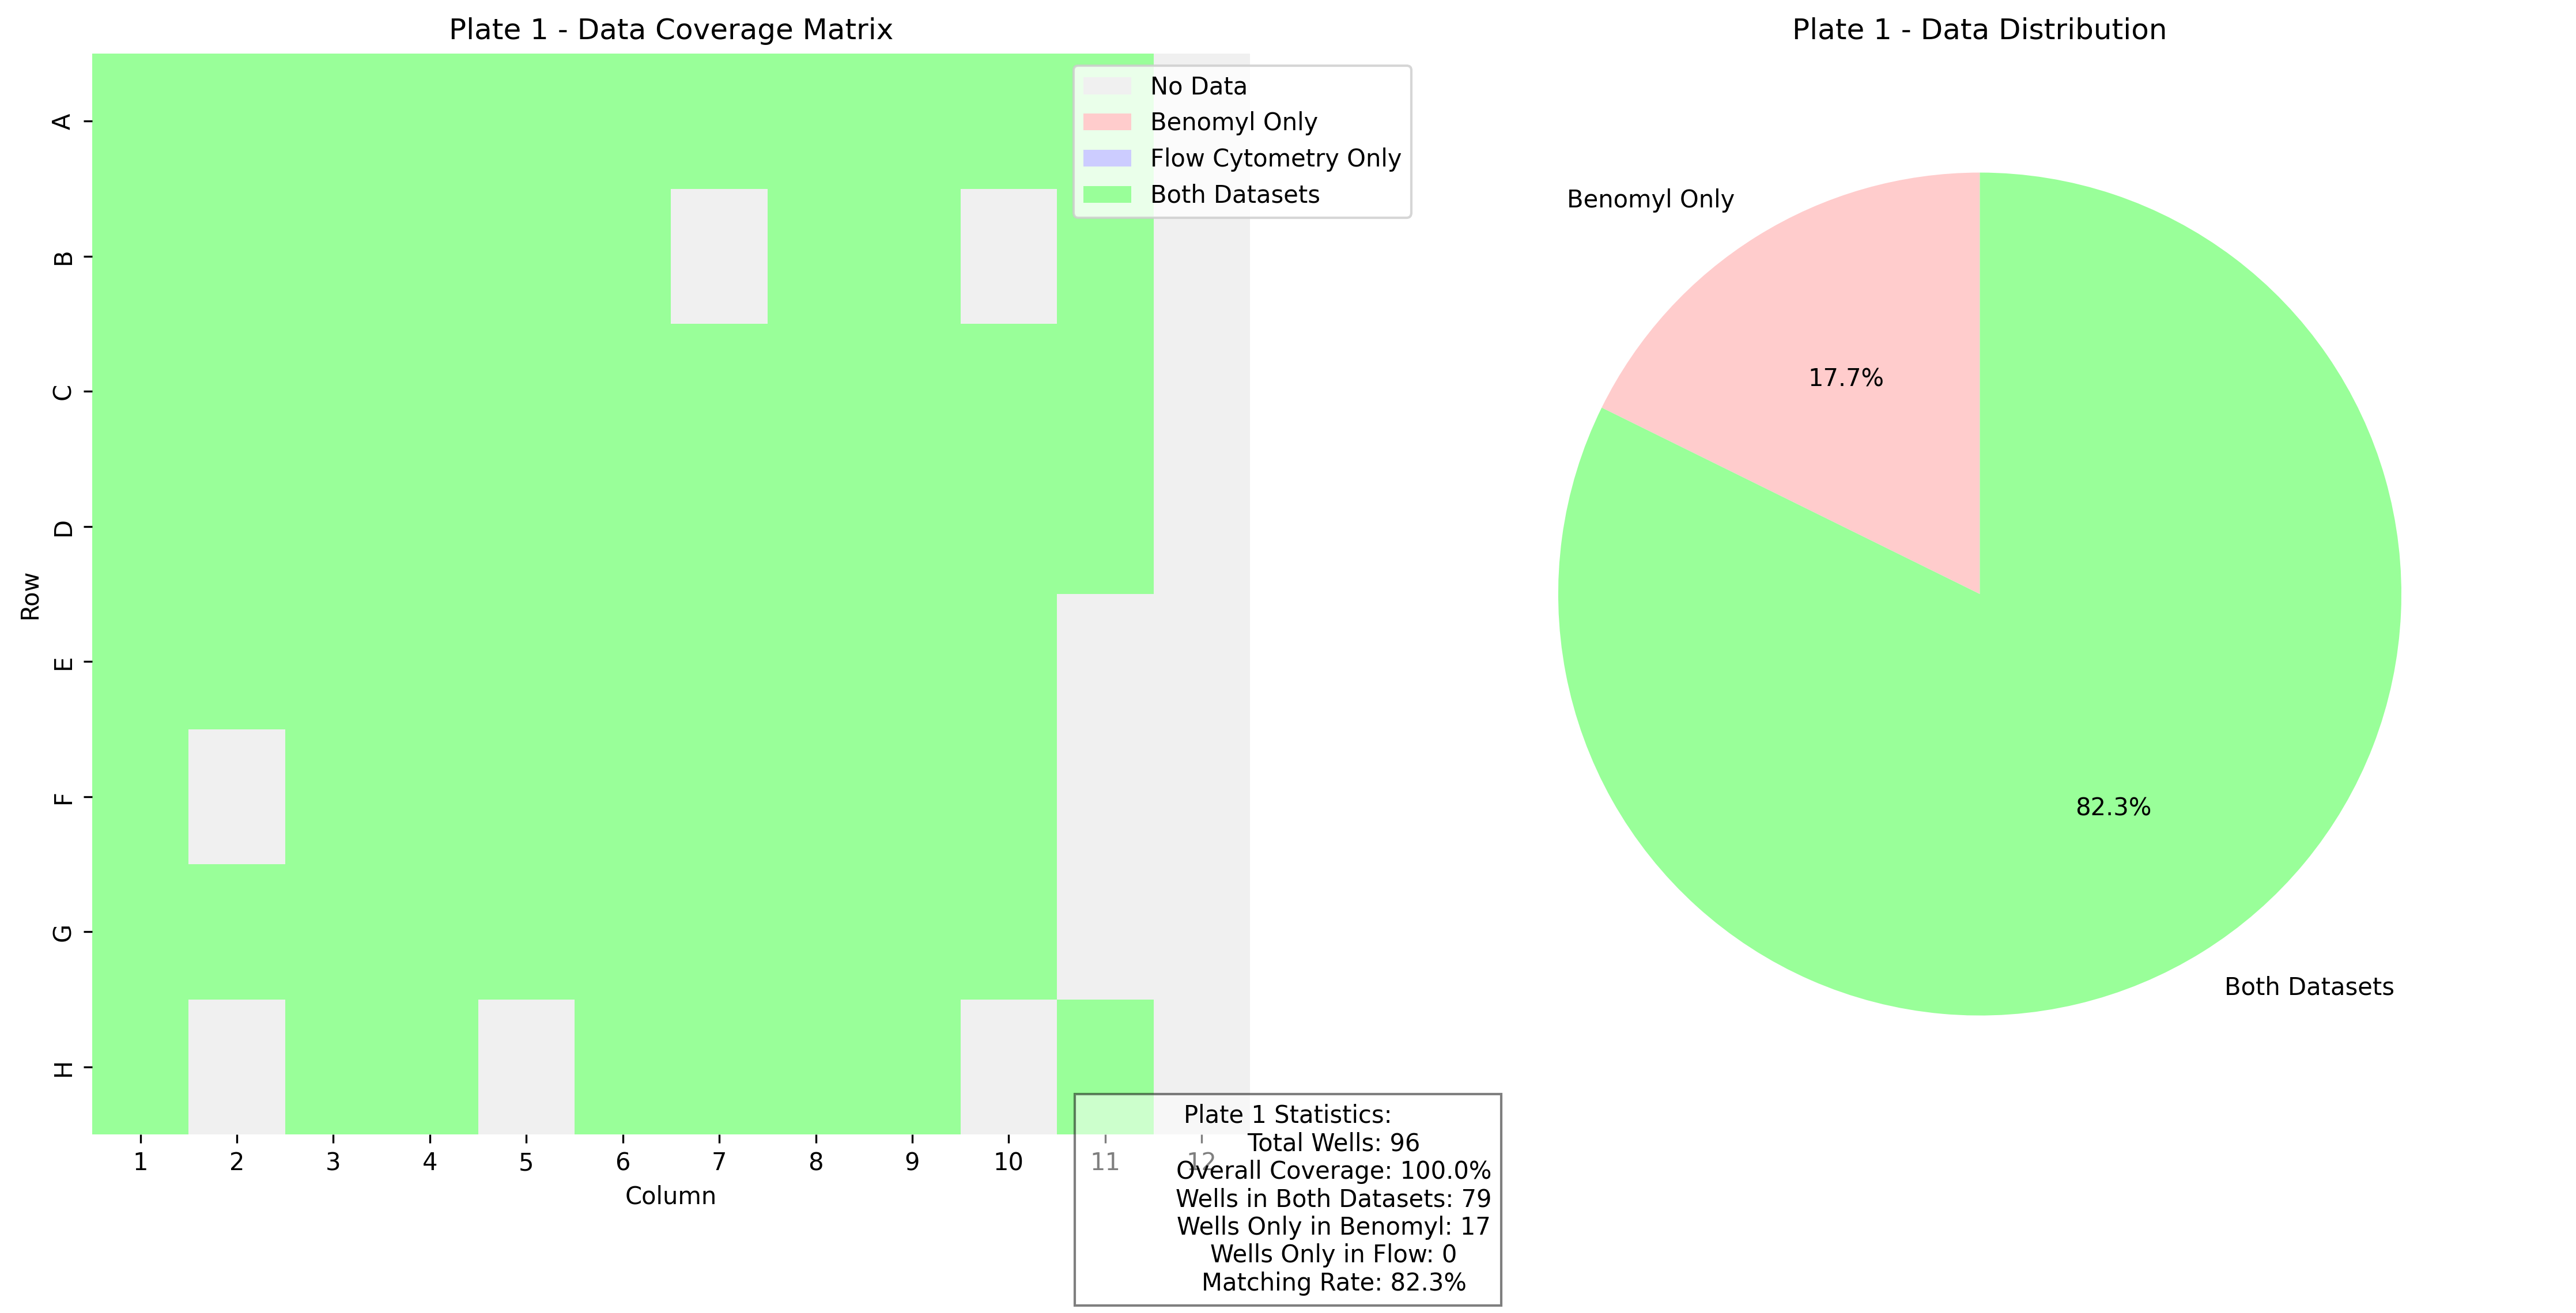 Plate 1 - Data Coverage Matrix
No Data
Benomyl Only
Flow Cytometry Only
Both Datasets
A
B
C
D
E
F
G
H
Row
1 2 3 4 5 6 7 8 9 10 11 12
Column
Plate 1 Statistics:
Total Wells: 96
Overall Coverage: 100.0%
Wells in Both Datasets: 79
Wells Only in Benomyl: 17
Wells Only in Flow: 0
Matching Rate: 82.3%
Plate 1 - Data Distribution
Benomyl Only
17.7%
82.3%
Both Datasets